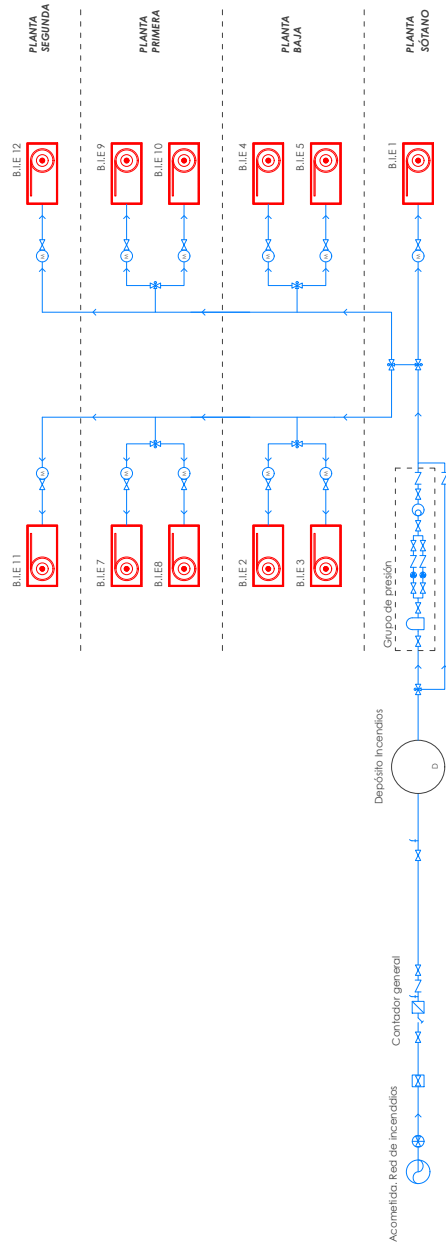 PLANTA
SEGUNDA
B.I.E 12
B.I.E 11
PLANTA
PRIMERA
B.I.E 9
B.I.E 10
B.I.E 7
B.I.E8
PLANTA
BAJA
B.I.E 4
B.I.E 5
B.I.E 2
B.I.E 3
PLANTA
SÓTANO
B.I.E 1
Grupo de presión
Depósito Incendios
D
Contador general
Acometida. Red de incenddios